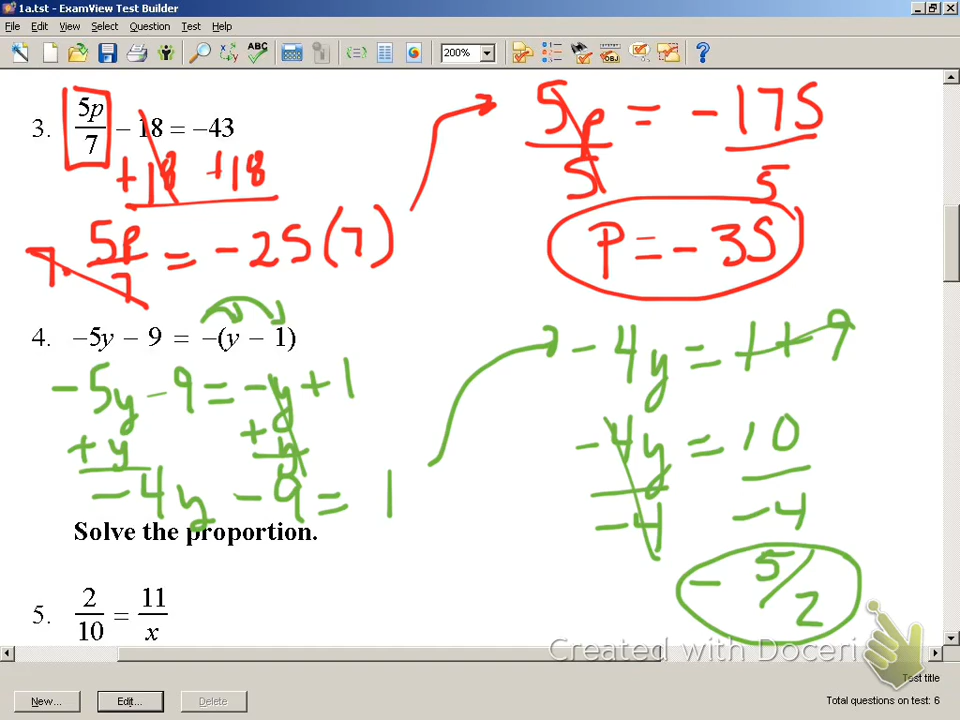 1a.tst - ExamView Test Builder
File Edit View Select Question Test Help
ABC 200% OBJ ?
3. 5p/7 – 18 = –43
+18 +18
7· 5p/7 = -25(7)
5p/5 = -175/5
P = -35
4. –5y – 9 = –(y – 1)
-5y - 9 = -y + 1
+y +y
-4y - 9 = 1
-4y = 1 + 9
-4y = 10
-4 -4
- 5/2
Solve the proportion.
5. 2/10 = 11/x
Created with Doceri
New... Edit... Delete
Test title
Total questions on test: 6